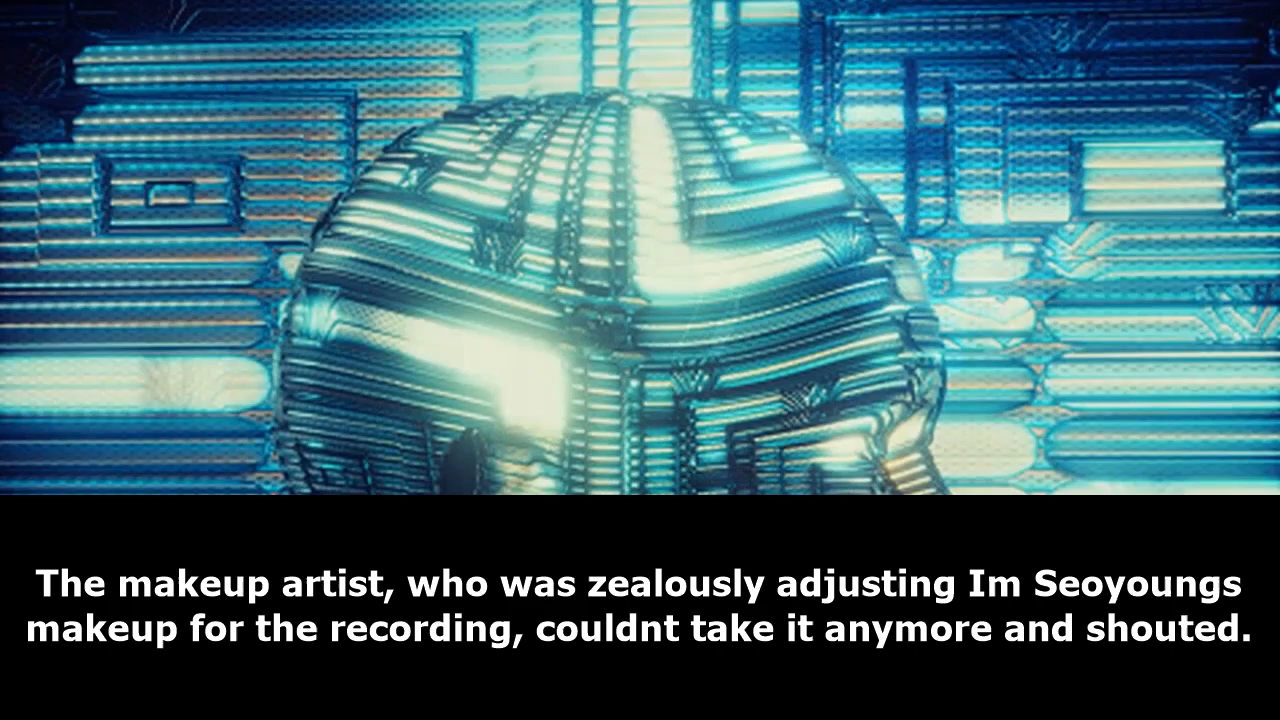 The makeup artist, who was zealously adjusting Im Seoyoungs
makeup for the recording, couldnt take it anymore and shouted.